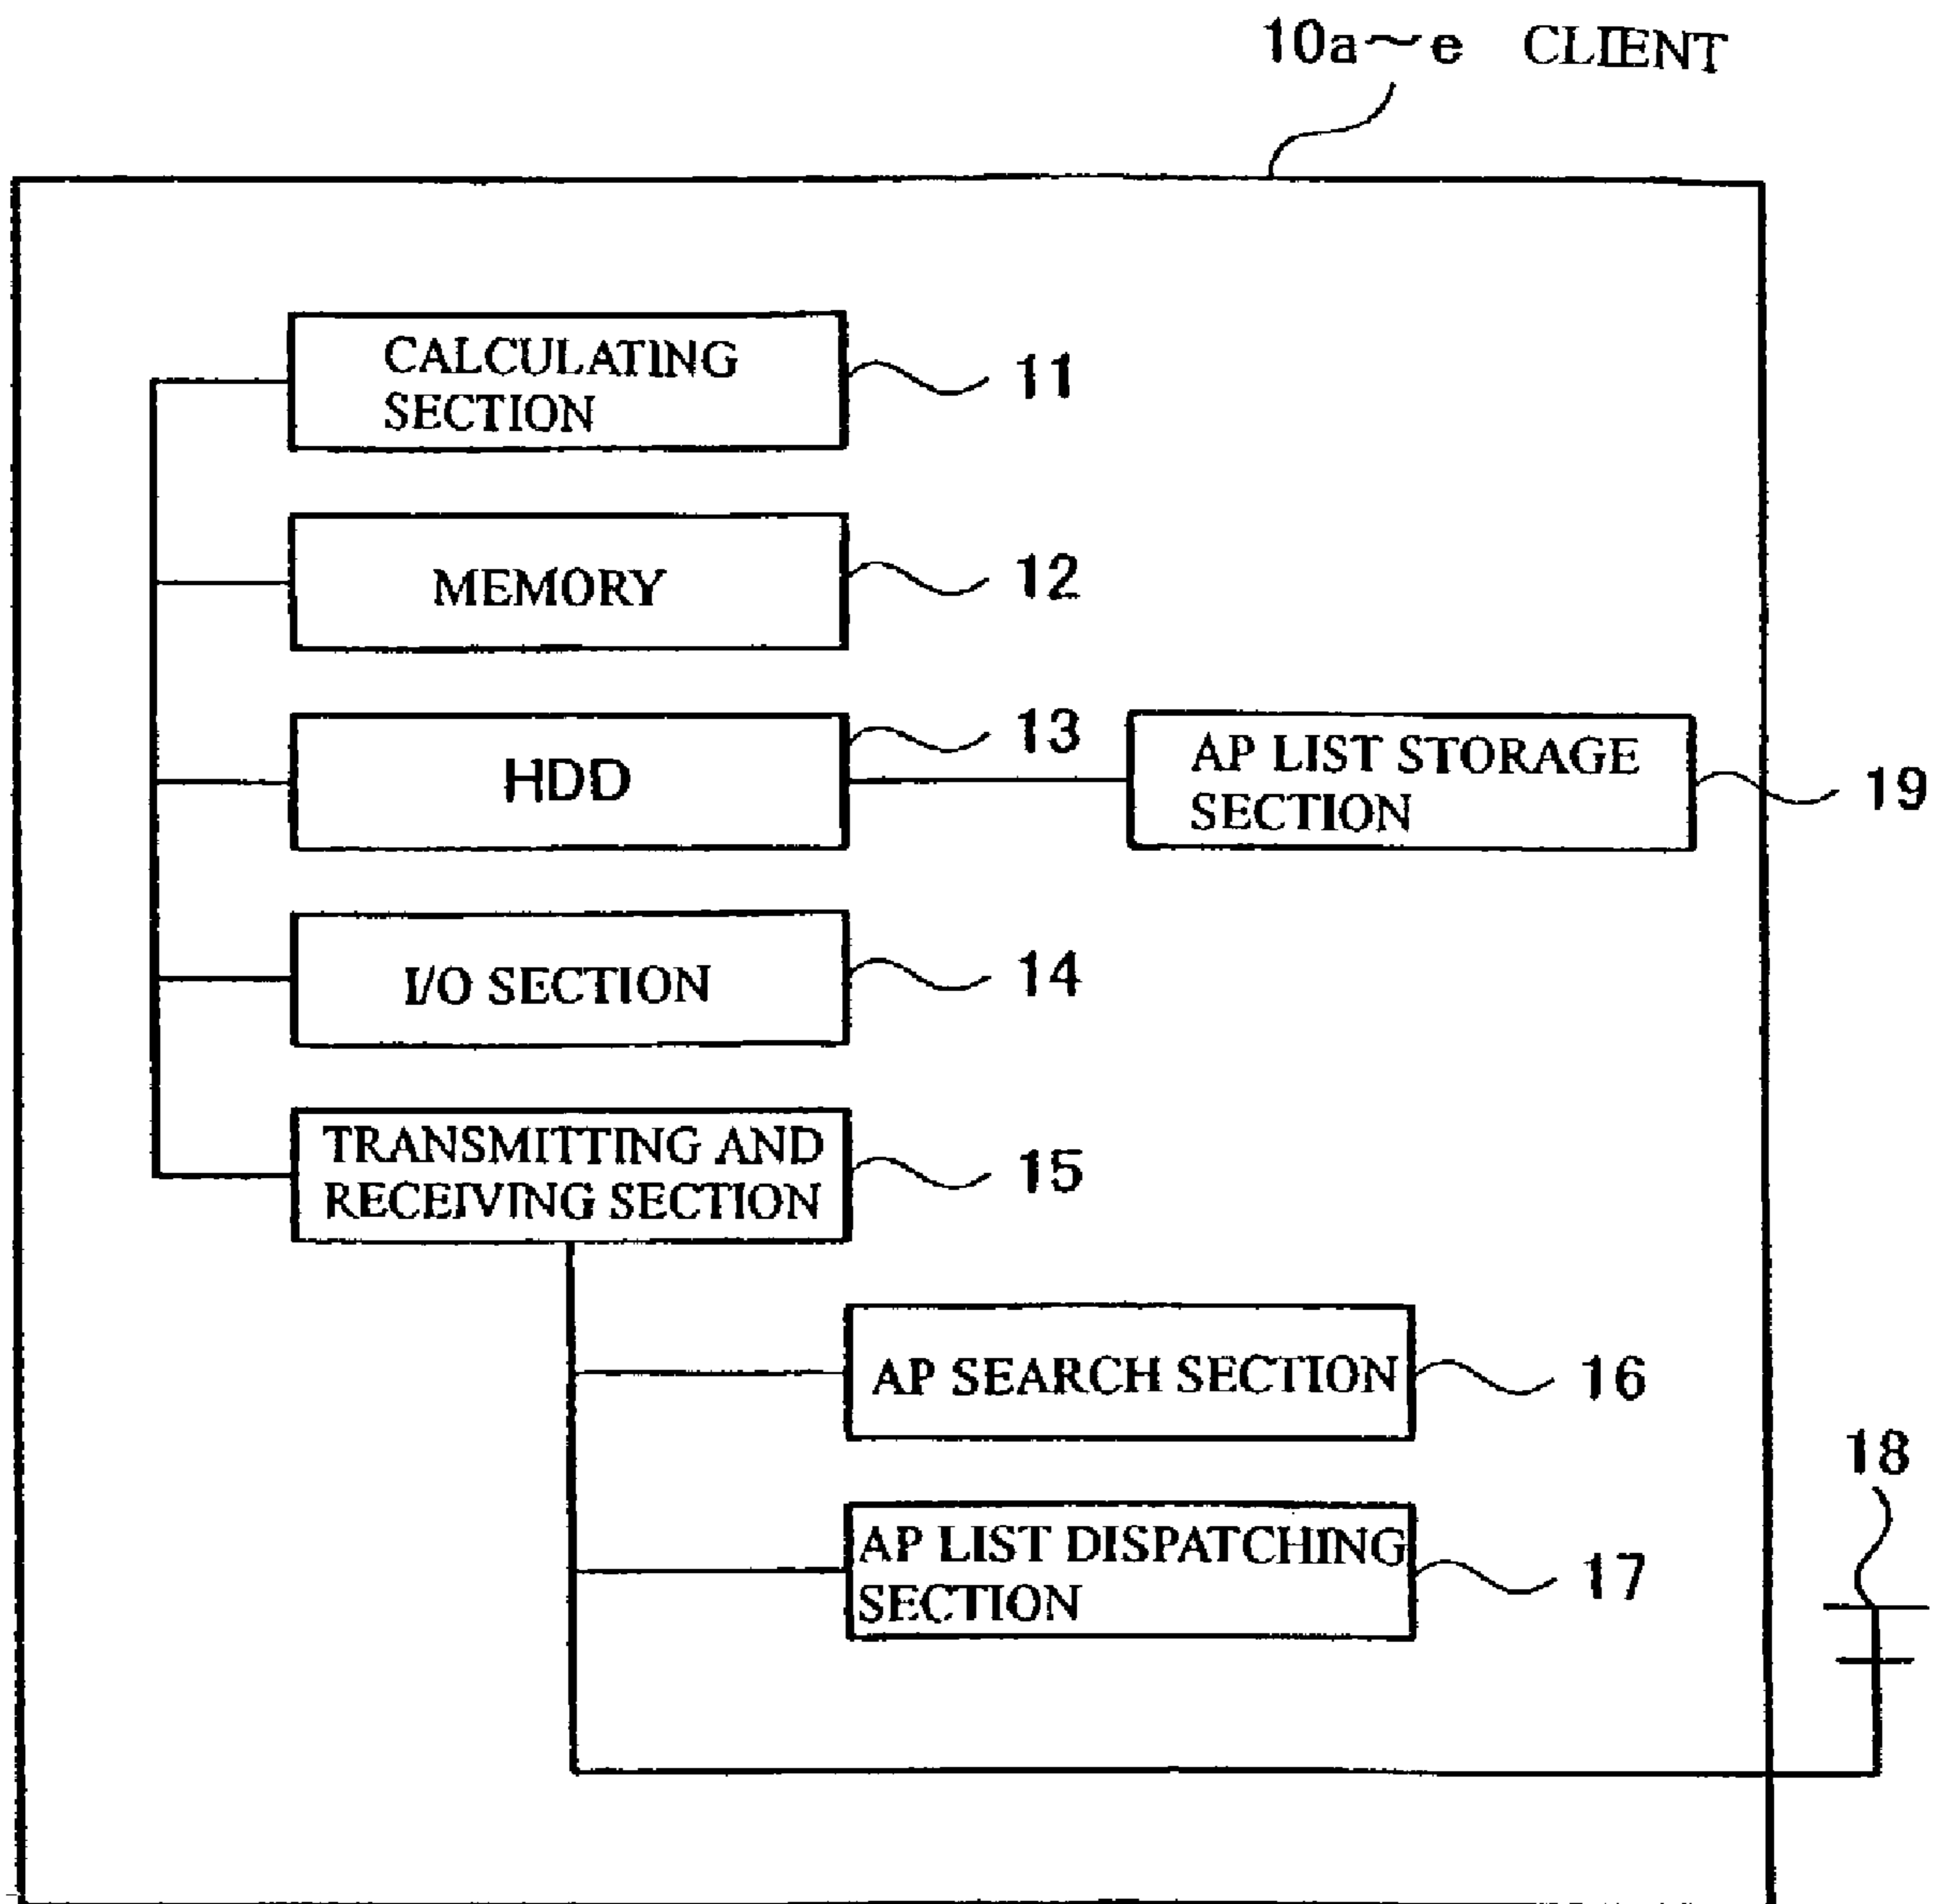 10a~e CLIENT
CALCULATING
SECTION
11
MEMORY
12
HDD
13
AP LIST STORAGE
SECTION
19
I/O SECTION
14
TRANSMITTING AND
RECEIVING SECTION
15
AP SEARCH SECTION
16
18
AP LIST DISPATCHING
SECTION
17